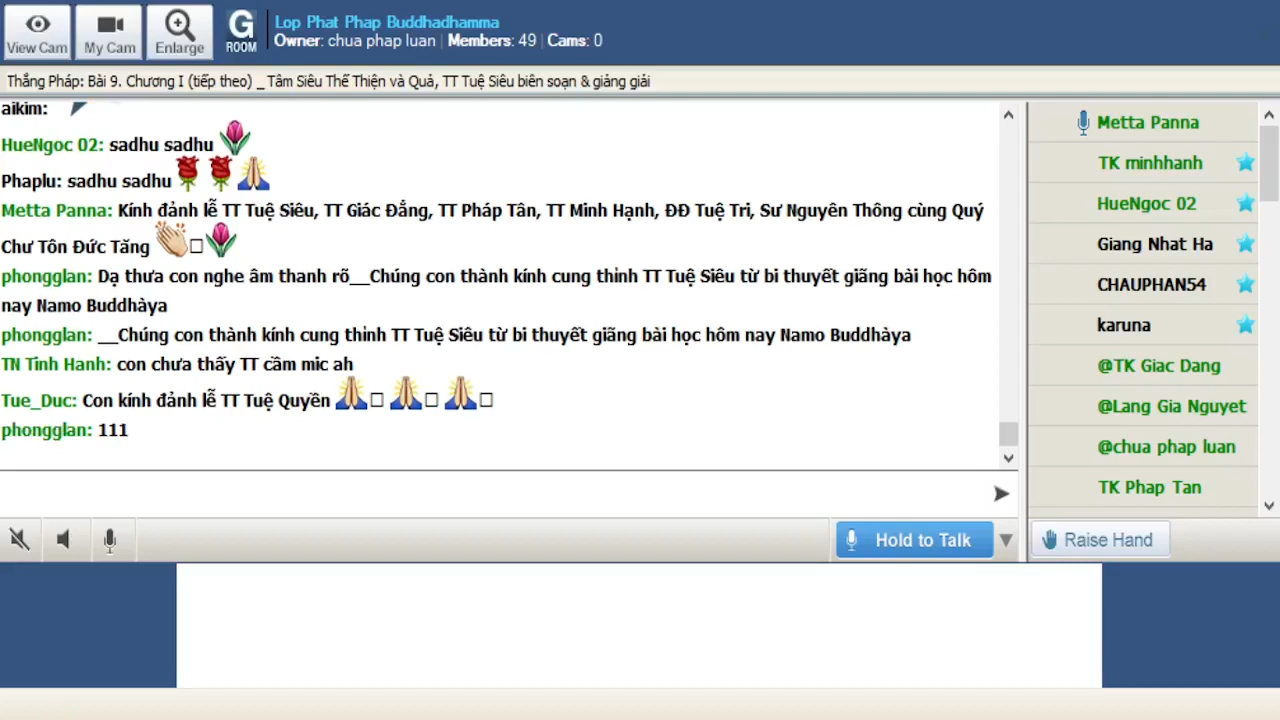 View Cam
My Cam
Enlarge
G
ROOM
Lop Phat Phap Buddhadhamma
Owner: chua phap luan | Members: 49 | Cams: 0
Thắng Pháp: Bài 9. Chương I (tiếp theo) _ Tâm Siêu Thế Thiện và Quả, TT Tuệ Siêu biên soạn & giảng giải
aikim:
HueNgoc 02: sadhu sadhu
Phaplu: sadhu sadhu
Metta Panna: Kính đảnh lễ TT Tuệ Siêu, TT Giác Đẳng, TT Pháp Tân, TT Minh Hạnh, ĐĐ Tuệ Tri, Sư Nguyên Thông cùng Quý
Chư Tôn Đức Tăng
phongglan: Dạ thưa con nghe âm thanh rõ__Chúng con thành kính cung thỉnh TT Tuệ Siêu từ bi thuyết giãng bài học hôm
nay Namo Buddhàya
phongglan: __Chúng con thành kính cung thỉnh TT Tuệ Siêu từ bi thuyết giãng bài học hôm nay Namo Buddhàya
TN Tinh Hanh: con chưa thấy TT cầm mic ah
Tue_Duc: Con kính đảnh lễ TT Tuệ Quyền
phongglan: 111
Metta Panna
TK minhhanh
HueNgoc 02
Giang Nhat Ha
CHAUPHAN54
karuna
@TK Giac Dang
@Lang Gia Nguyet
@chua phap luan
TK Phap Tan
Hold to Talk
Raise Hand